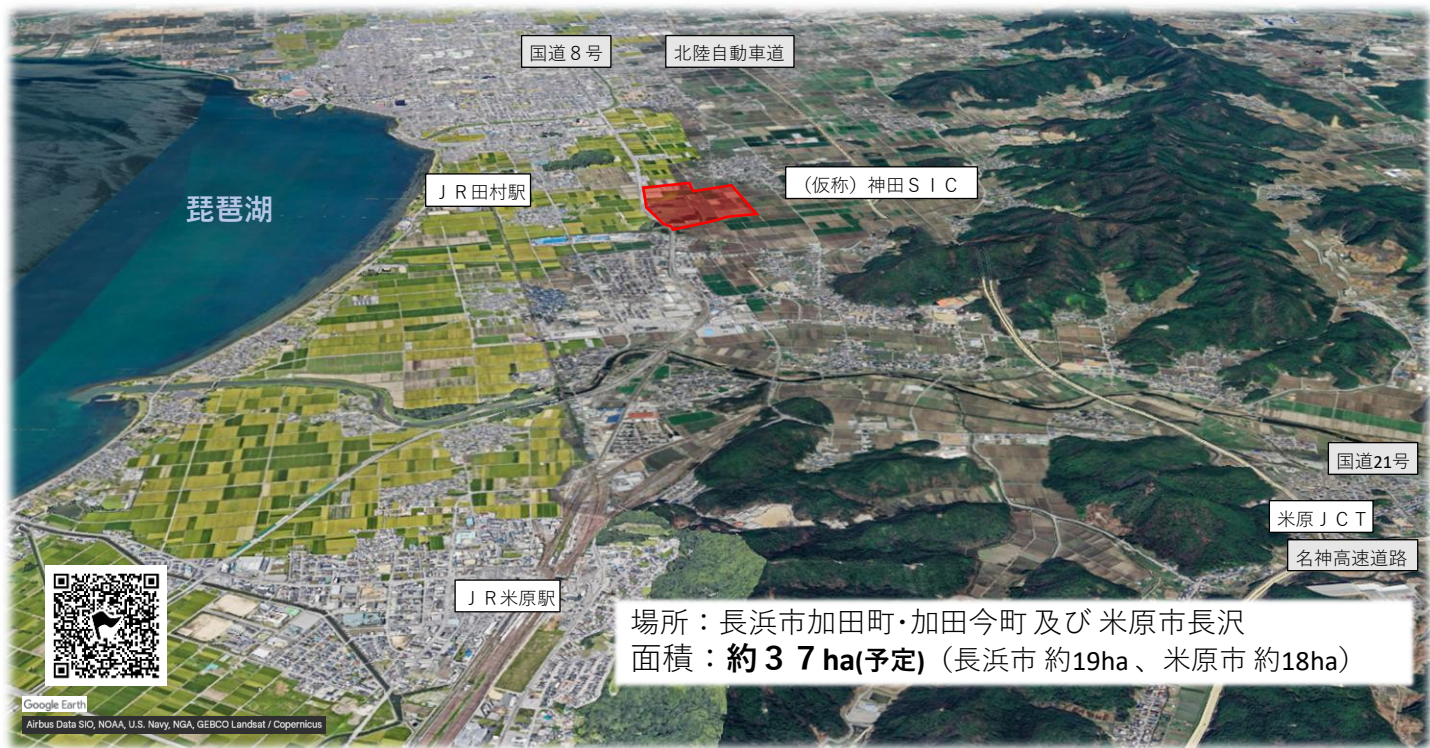 国道８号
北陸自動車道
ＪＲ田村駅
（仮称）神田ＳＩＣ
琵琶湖
国道21号
米原ＪＣＴ
名神高速道路
ＪＲ米原駅
場所：長浜市加田町・加田今町 及び 米原市長沢
面積：約３７ha(予定)（長浜市 約19ha 、米原市 約18ha）
Google Earth
Airbus Data SIO, NOAA, U.S. Navy, NGA, GEBCO Landsat / Copernicus